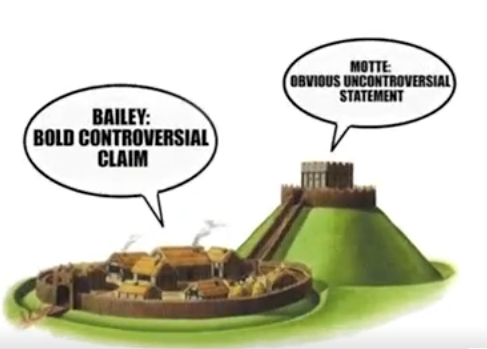 BAILEY:
BOLD CONTROVERSIAL
CLAIM
MOTTE:
OBVIOUS UNCONTROVERSIAL
STATEMENT